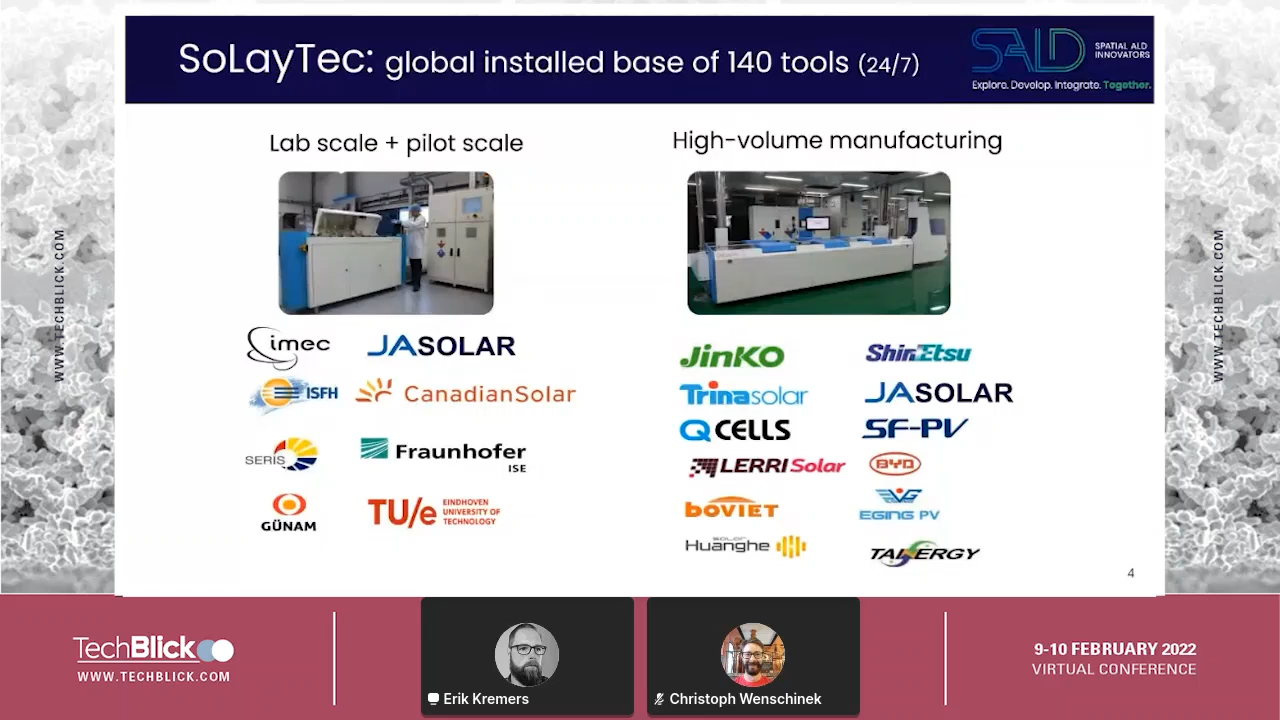 SoLayTec: global installed base of 140 tools (24/7)
SALD
SPATIAL ALD
INNOVATORS
Explore. Develop. Integrate. Together.
Lab scale + pilot scale
High-volume manufacturing
imec
JASOLAR
ISFH
CanadianSolar
SERIS
Fraunhofer
ISE
GÜNAM
TU/e
EINDHOVEN
UNIVERSITY OF
TECHNOLOGY
JinKO
ShinEtsu
Trinasolar
JASOLAR
Q CELLS
SF-PV
LERRI Solar
BYD
BOVIET
EGING PV
SOLAR
Huanghe
TAINERGY
4
WWW.TECHBLICK.COM
WWW.TECHBLICK.COM
TechBlick
WWW.TECHBLICK.COM
Erik Kremers
Christoph Wenschinek
9-10 FEBRUARY 2022
VIRTUAL CONFERENCE